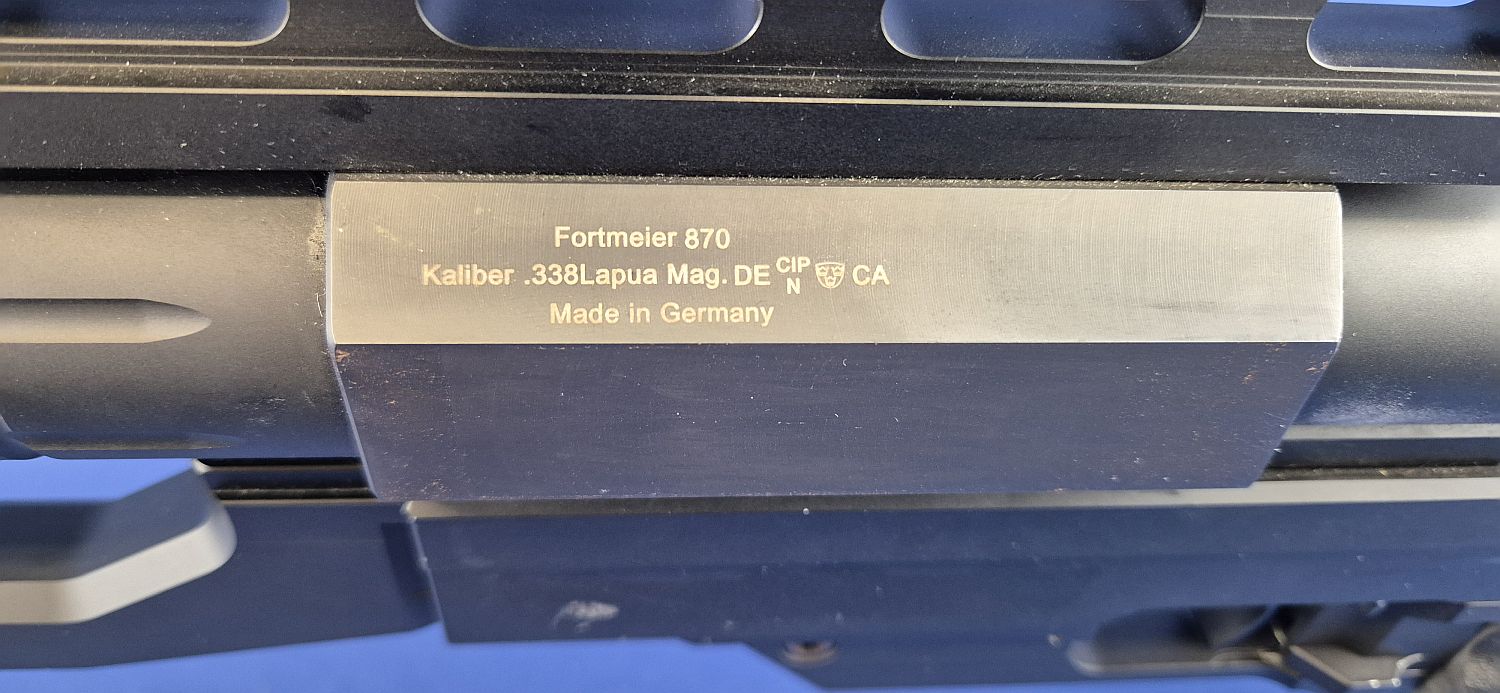 Fortmeier 870
Kaliber .338Lapua Mag. DE CIP N CA
Made in Germany